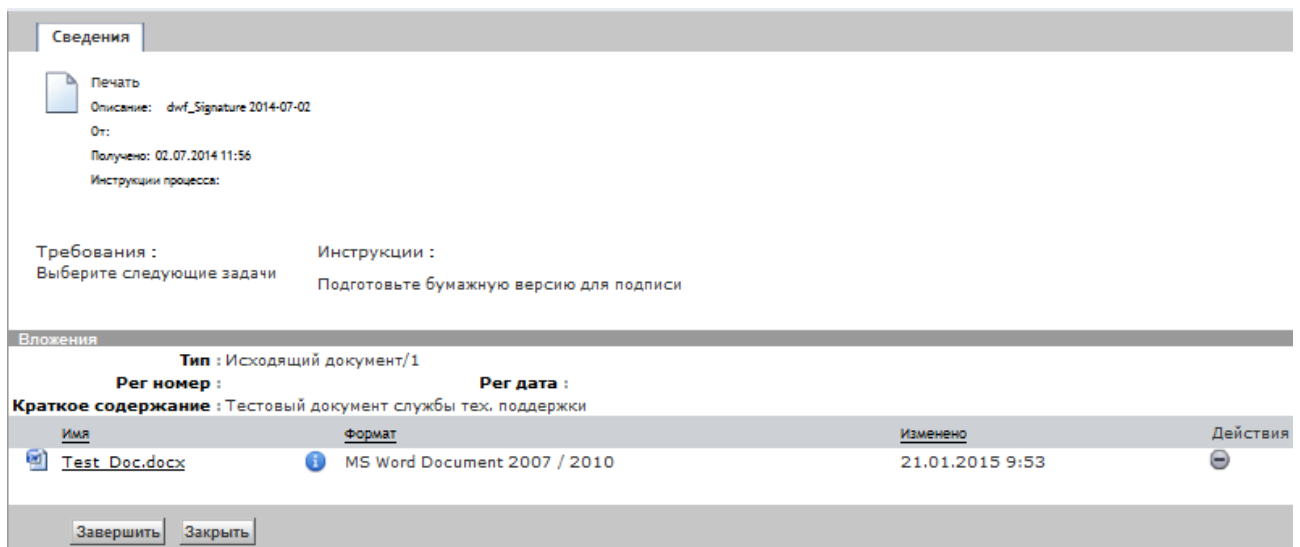 Сведения
Печать
Описание: dwf_Signature 2014-07-02
От:
Получено: 02.07.2014 11:56
Инструкции процесса:
Требования : Инструкции :
Выберите следующие задачи
Подготовьте бумажную версию для подписи
Вложения
Тип : Исходящий документ/1
Рег номер : Рег дата :
Краткое содержание : Тестовый документ службы тех. поддержки
Имя Формат Изменено Действия
Test_Doc.docx MS Word Document 2007 / 2010 21.01.2015 9:53
Завершить Закрыть